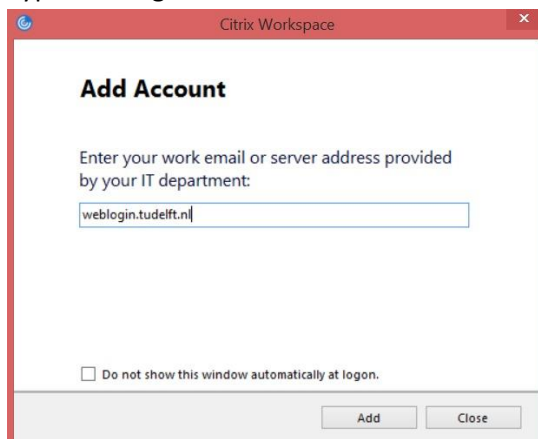 Citrix Workspace
Add Account
Enter your work email or server address provided
by your IT department:
weblogin.tudelft.nl
Do not show this window automatically at logon.
Add Close